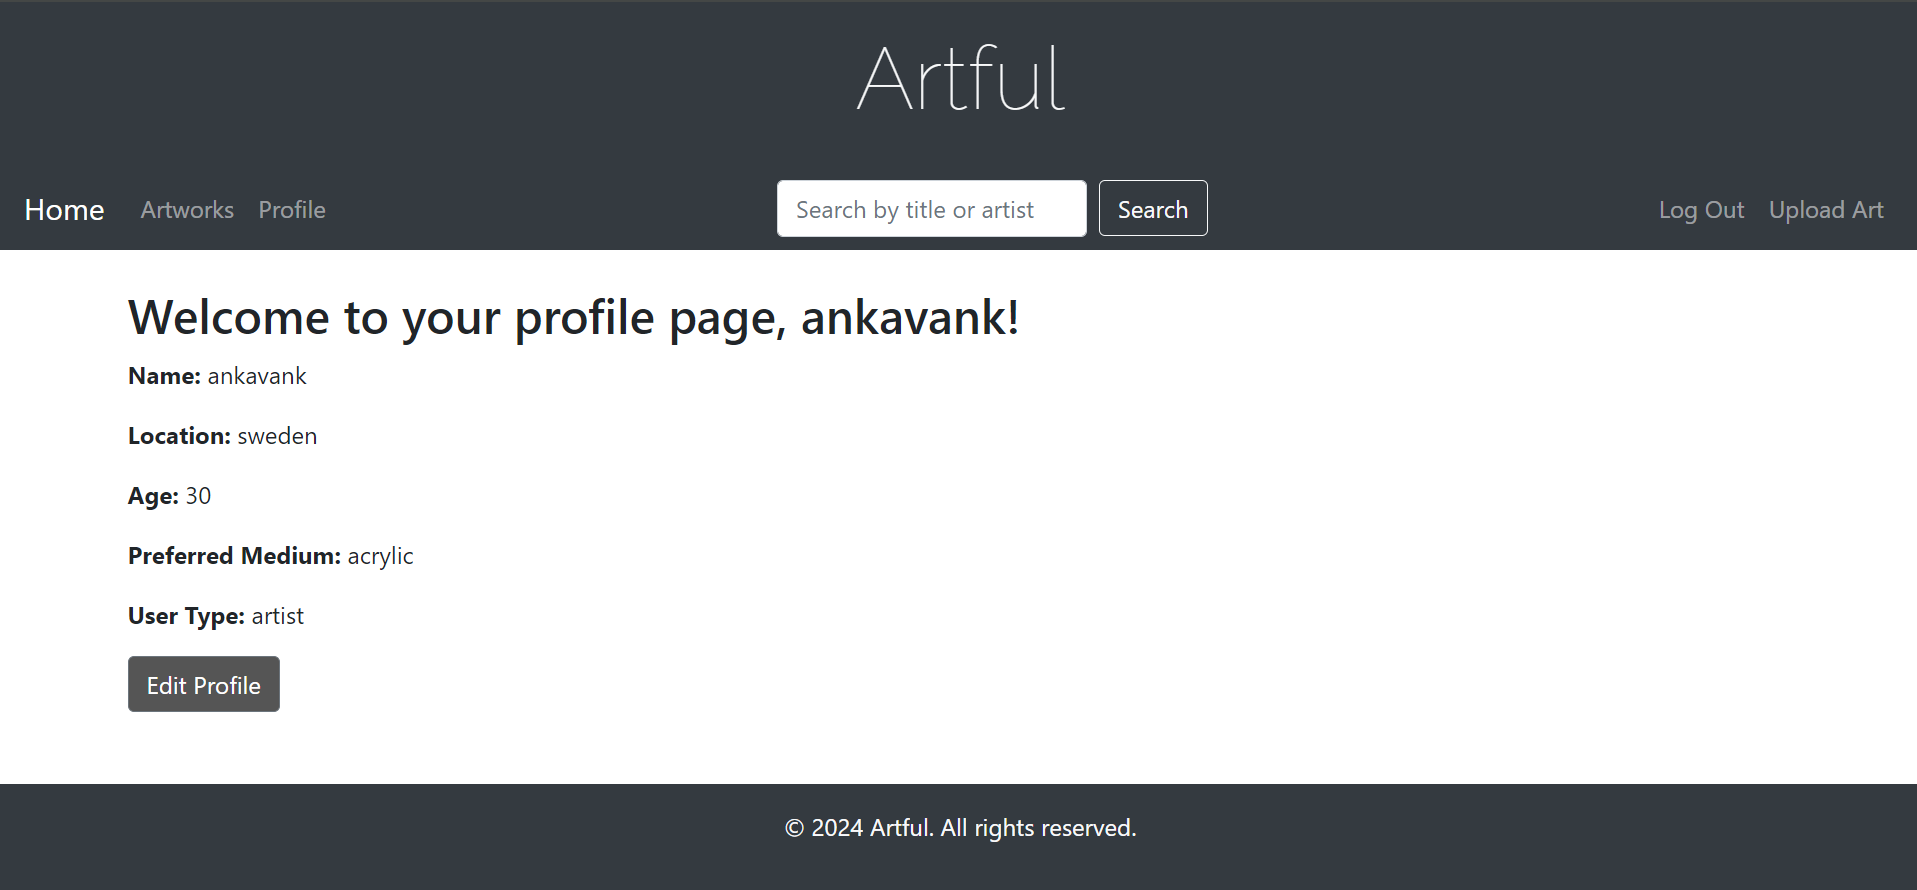 Artful
Home Artworks Profile Search by title or artist Search Log Out Upload Art
Welcome to your profile page, ankavank!
Name: ankavank
Location: sweden
Age: 30
Preferred Medium: acrylic
User Type: artist
Edit Profile
© 2024 Artful. All rights reserved.